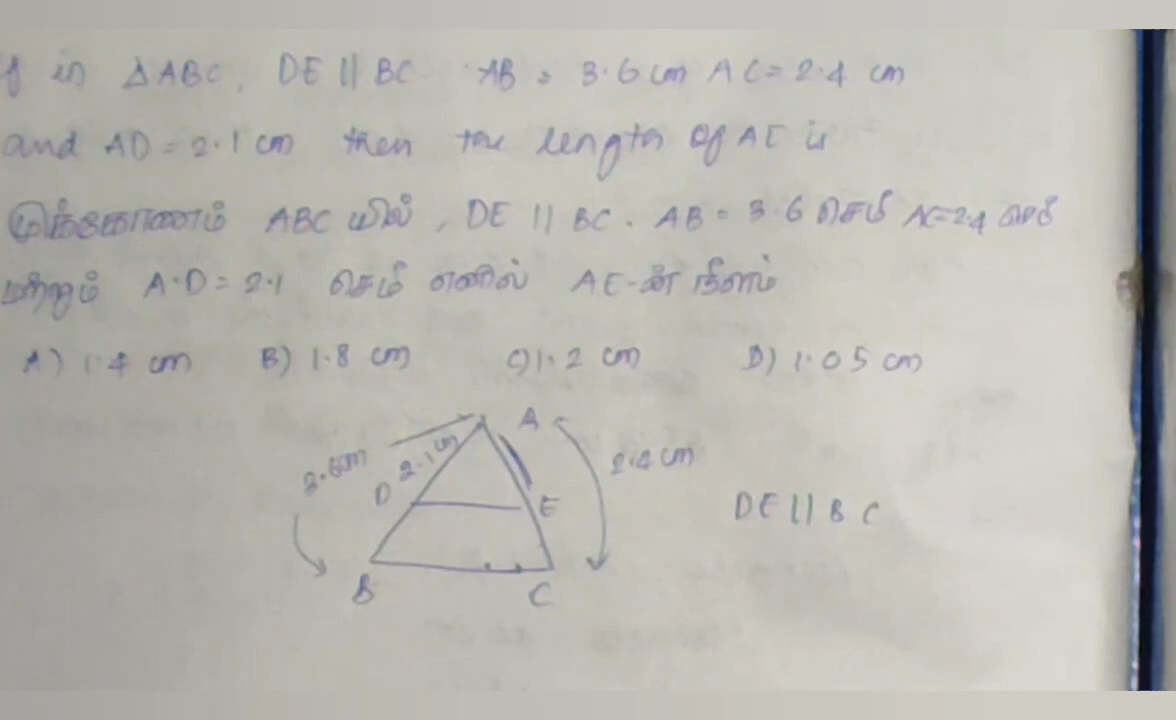 f in ΔABC, DE || BC AB = 3.6 cm AC = 2.4 cm
and AD = 2.1 cm then the length of AE is
முக்கோணம் ABC யில், DE || BC. AB = 3.6 செமீ AC=2.4 செமீ
மற்றும் A.D = 2.1 செமீ எனில் AE-ன் நீளம்
A) 1.4 cm B) 1.8 cm C) 1.2 cm D) 1.05 cm
A
3.6cm 2.1cm 2.4 cm
D E DE || BC
B C